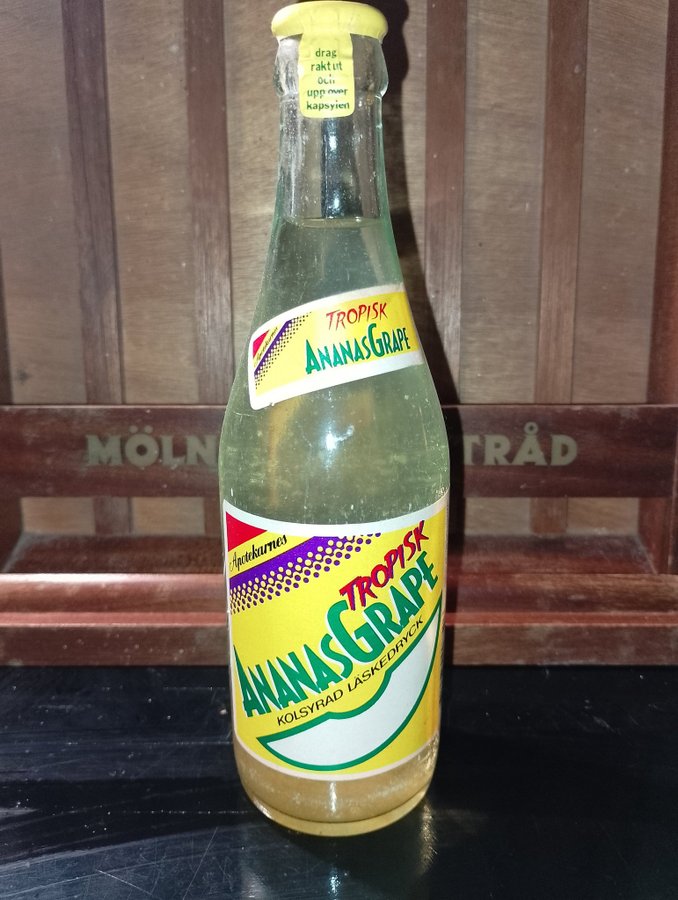 drag
rakt ut
och
upp över
kapsylen
TROPISK
ANANASGRAPE
MÖLN
TRÅD
Apotekarnes
TROPISK
ANANASGRAPE
KOLSYRAD LÄSKEDRYCK